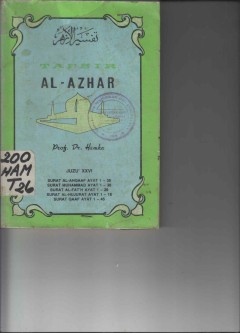 تفسير الأزهر
TAFSIR
AL-AZHAR
Prof. Dr. Hamka
200
HAM
T26
JUZU' XXVI
SURAT AL-AHQAAF AYAT 1 - 35
SURAT MUHAMMAD AYAT 1 - 38
SURAT AL-FATH AYAT 1 - 29
SURAT AL-HUJURAT AYAT 1 - 18
SURAT QAAF AYAT 1 - 45